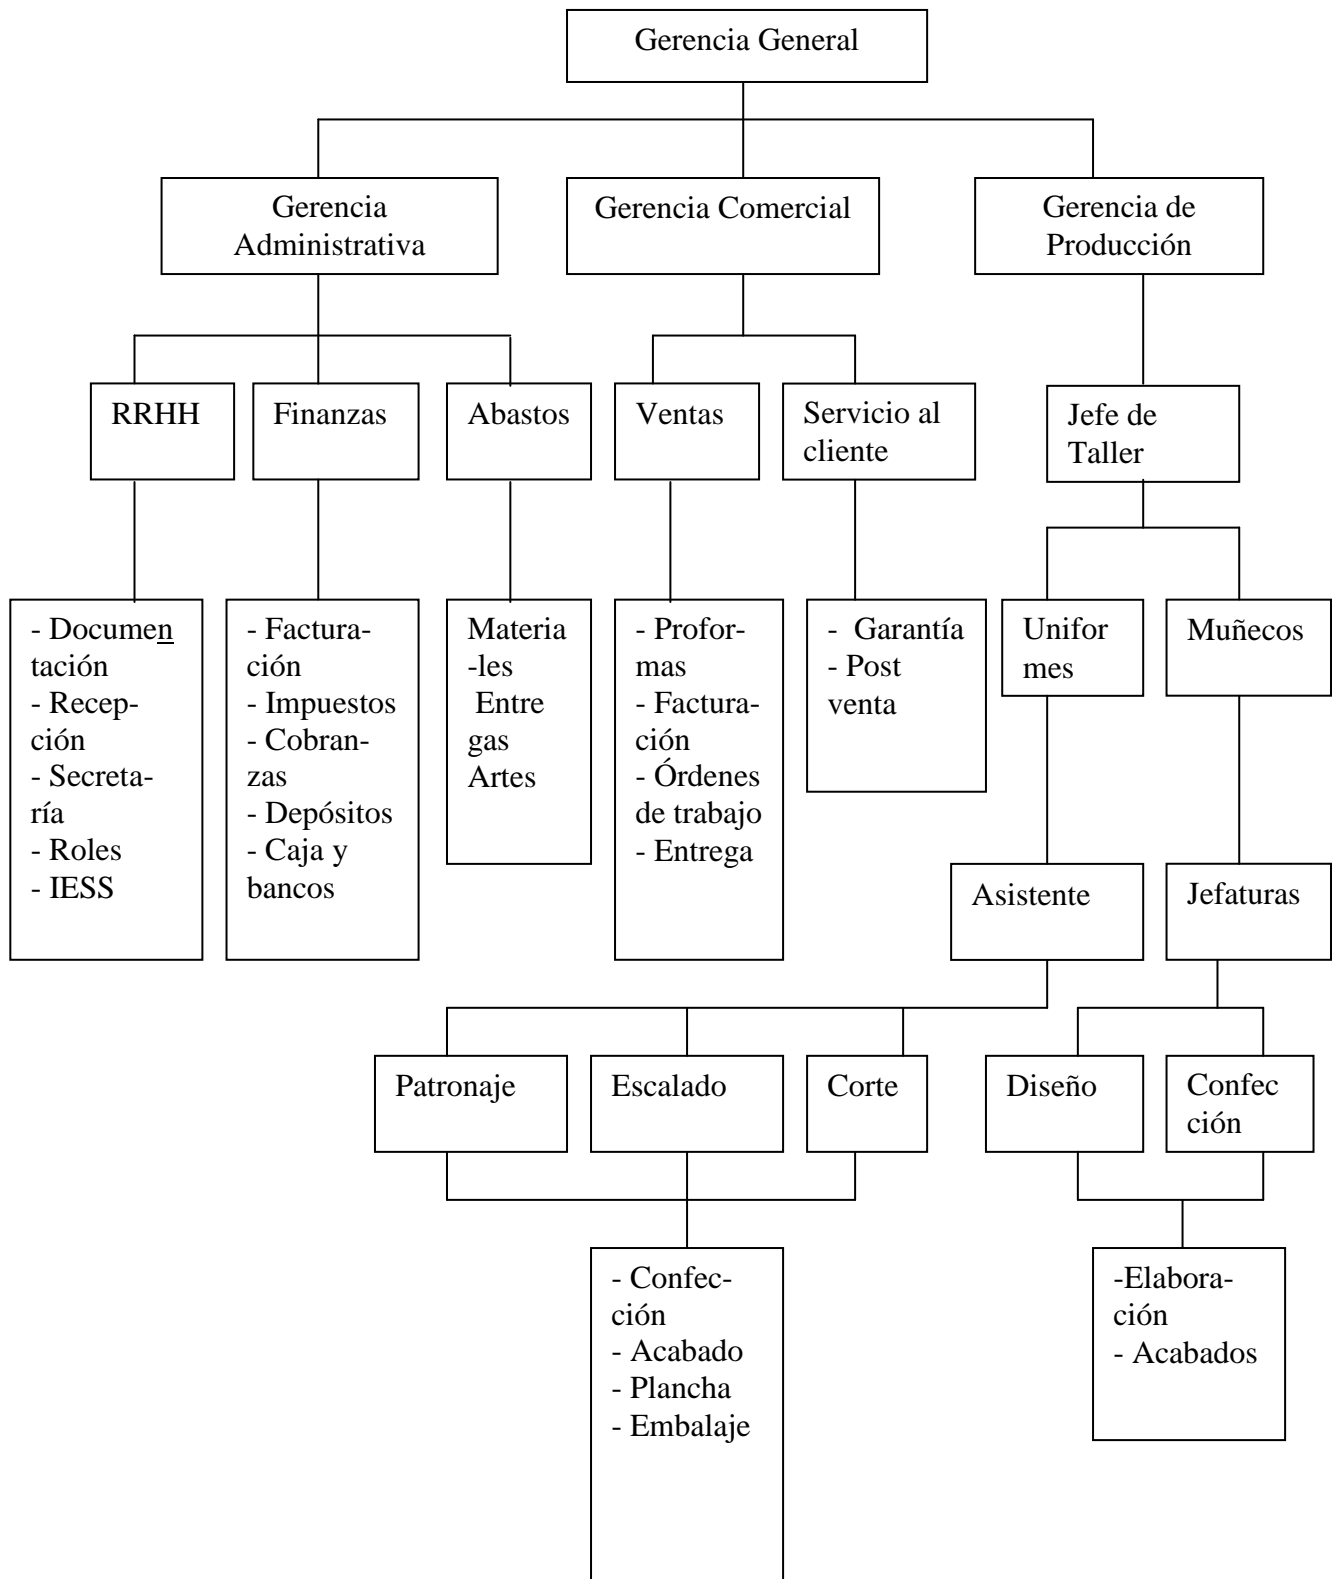 Gerencia General
Gerencia
Administrativa
Gerencia Comercial
Gerencia de
Producción
RRHH
Finanzas
Abastos
Ventas
Servicio al
cliente
Jefe de
Taller
- Documen
tación
- Recep-
ción
- Secreta-
ría
- Roles
- IESS
- Factura-
ción
- Impuestos
- Cobran-
zas
- Depósitos
- Caja y
bancos
Materia
-les
Entre
gas
Artes
- Profor-
mas
- Factura-
ción
- Órdenes
de trabajo
- Entrega
- Garantía
- Post
venta
Unifor
mes
Muñecos
Asistente
Jefaturas
Patronaje
Escalado
Corte
Diseño
Confec
ción
- Confec-
ción
- Acabado
- Plancha
- Embalaje
-Elabora-
ción
- Acabados